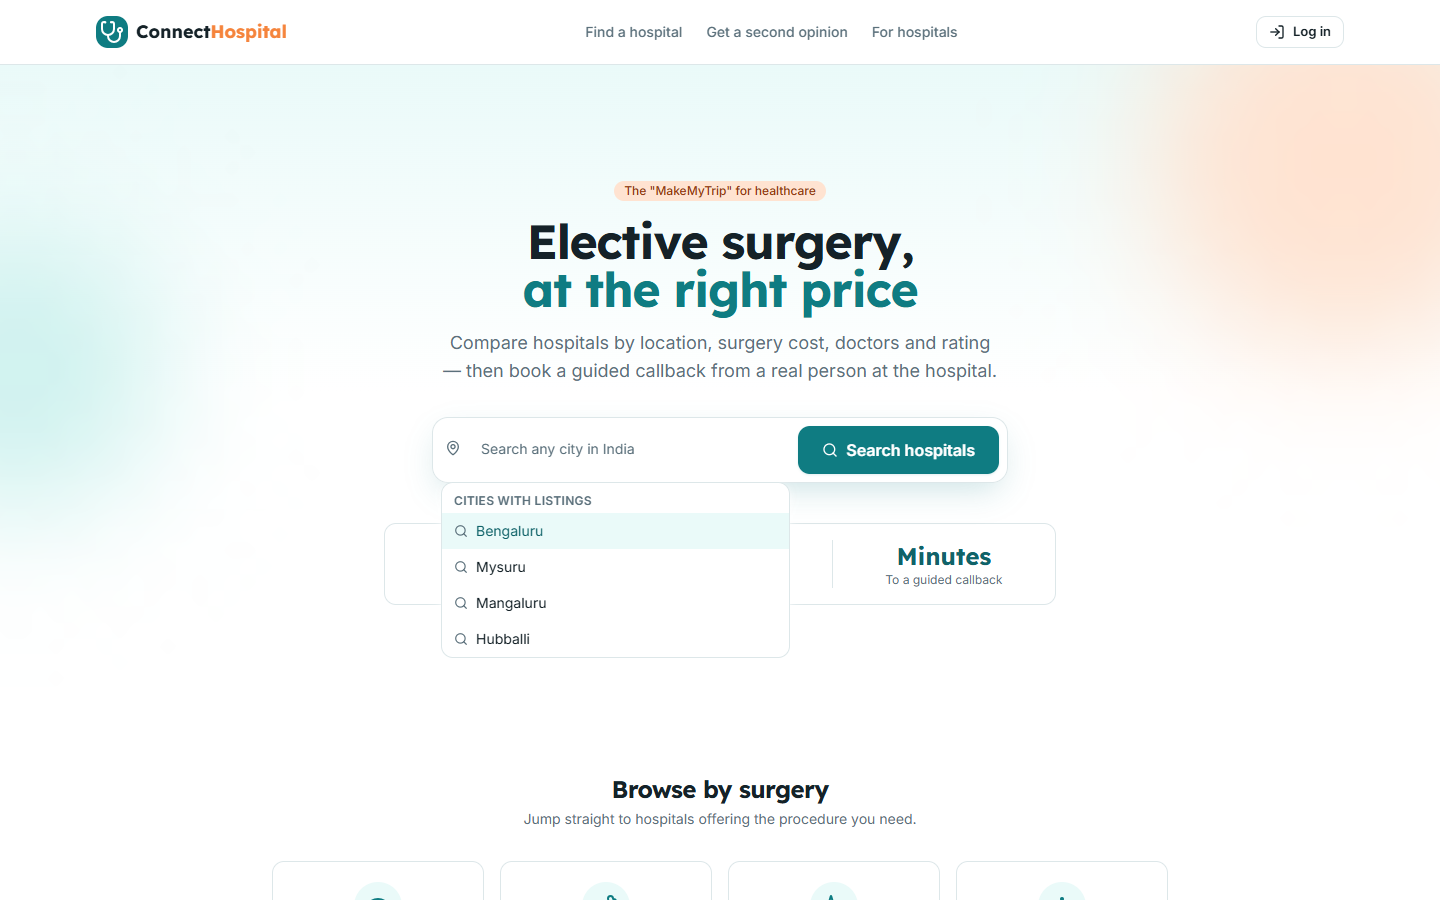 ConnectHospital
Find a hospital
Get a second opinion
For hospitals
Log in
The "MakeMyTrip" for healthcare
Elective surgery,
at the right price
Compare hospitals by location, surgery cost, doctors and rating
— then book a guided callback from a real person at the hospital.
Search any city in India
Search hospitals
CITIES WITH LISTINGS
Bengaluru
Mysuru
Mangaluru
Hubballi
Minutes
To a guided callback
Browse by surgery
Jump straight to hospitals offering the procedure you need.